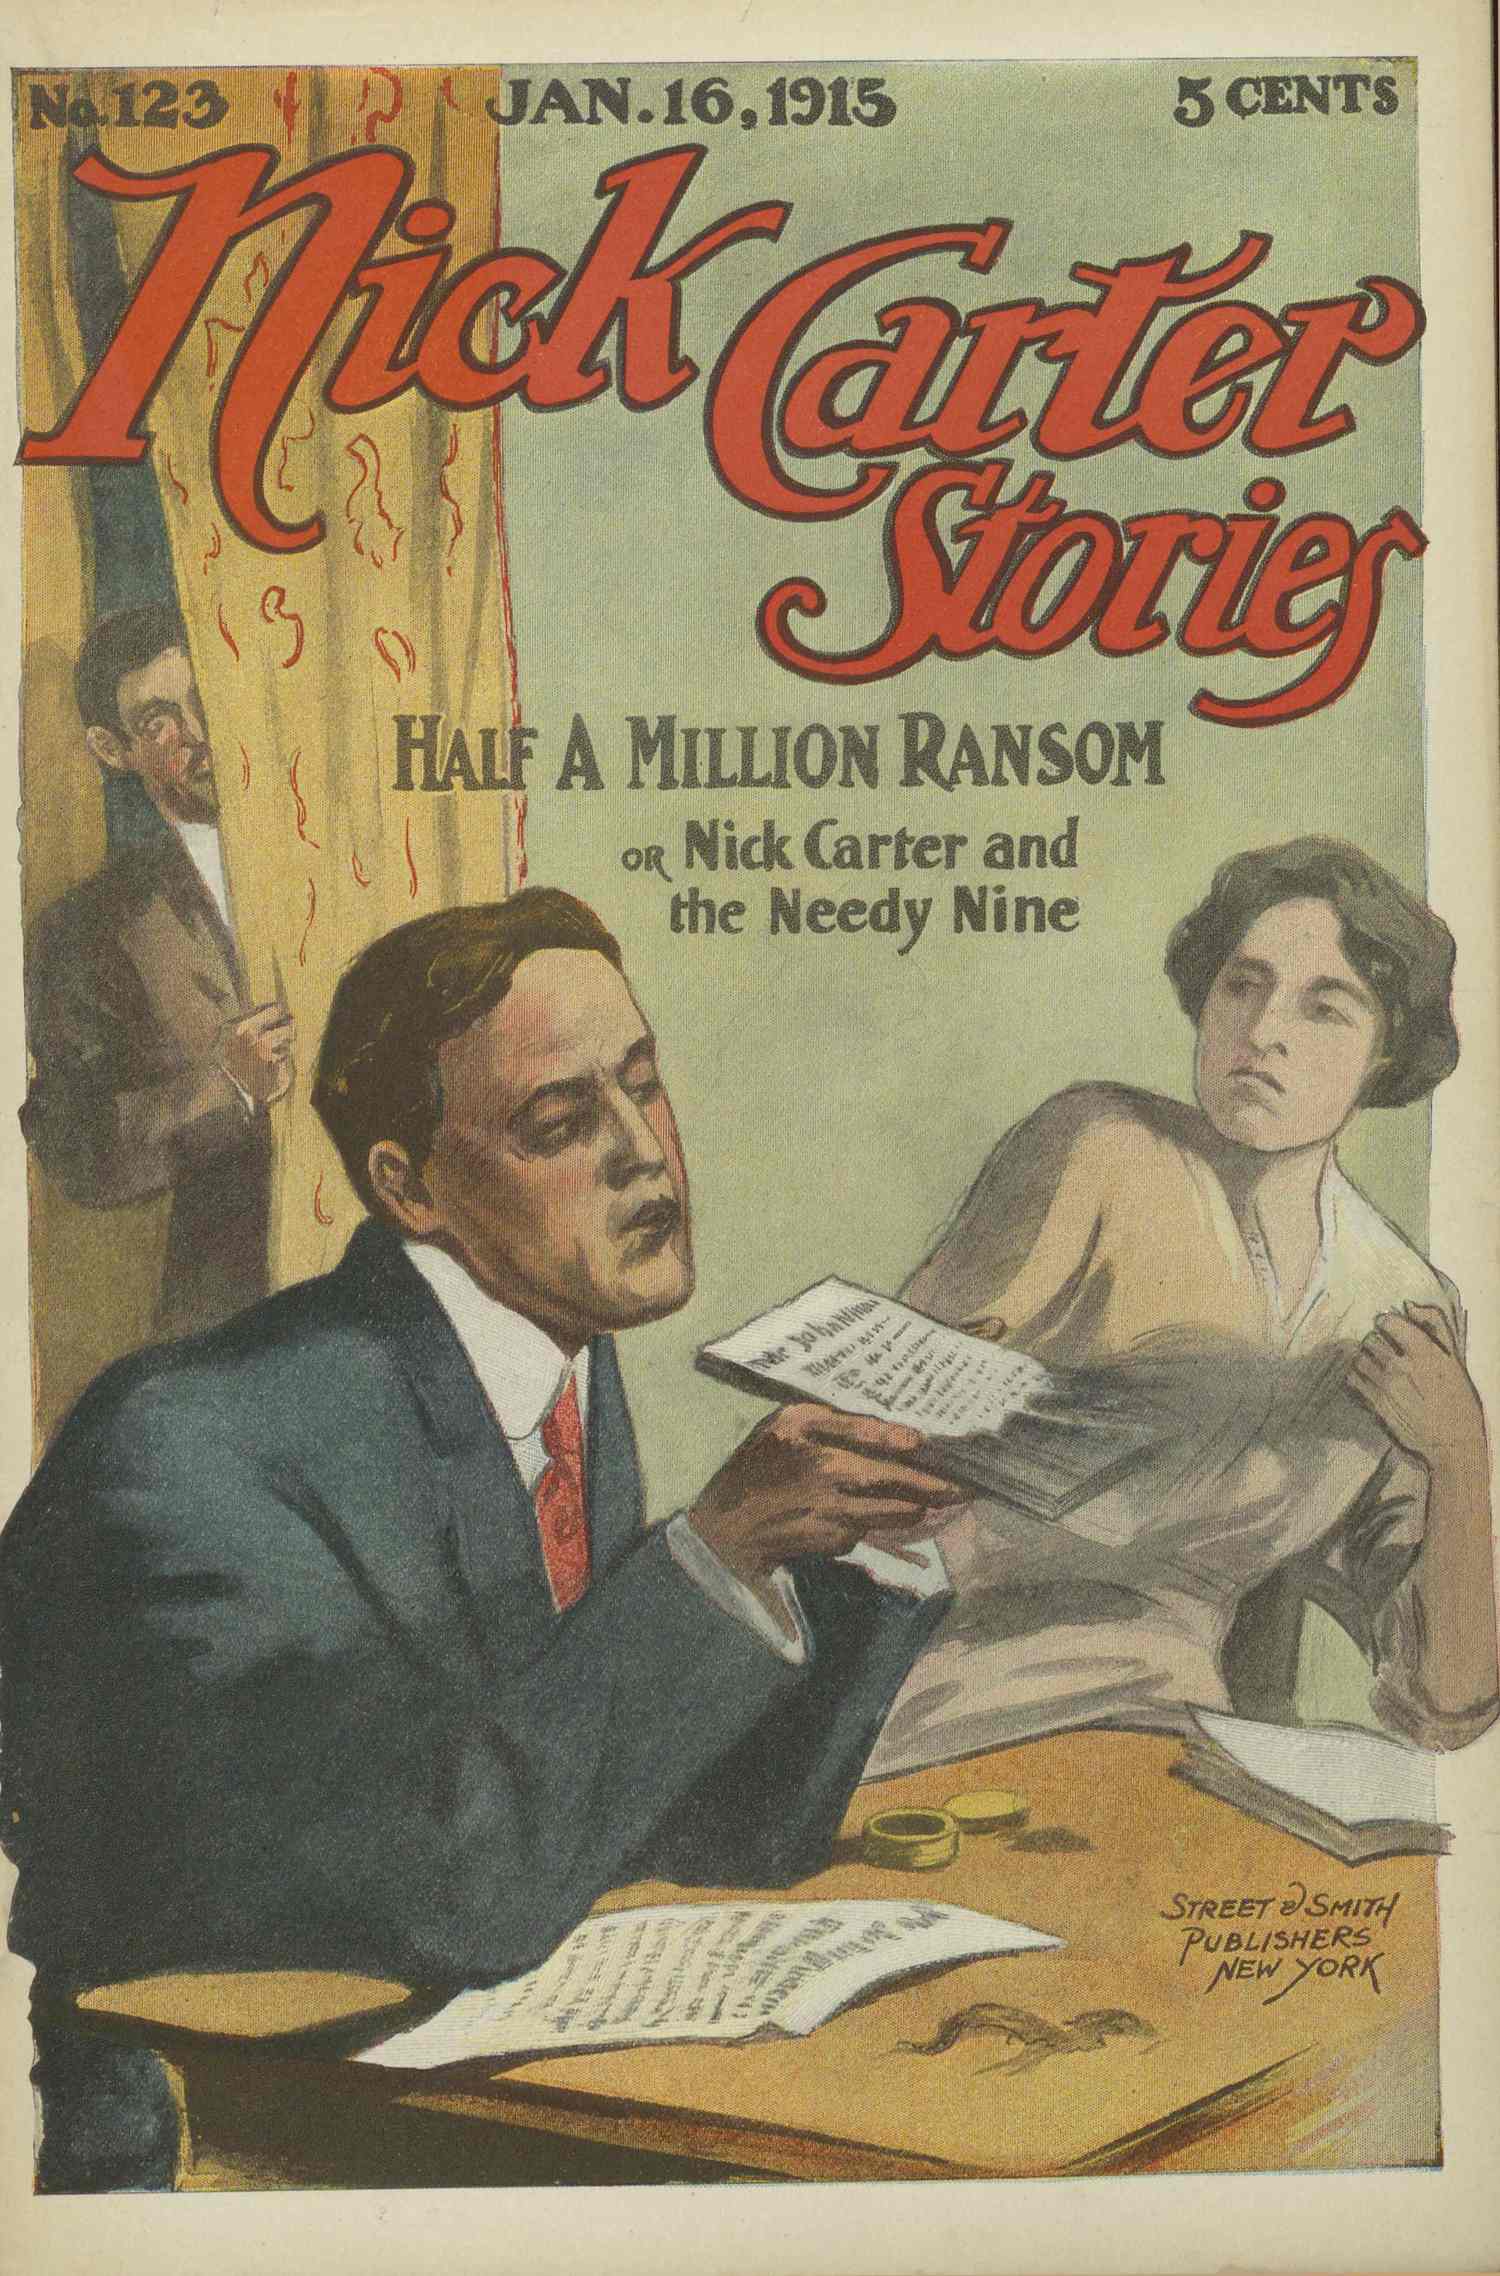 No. 123 JAN. 16, 1915 5 CENTS
Nick Carter
Stories
HALF A MILLION RANSOM
OR Nick Carter and
the Needy Nine
STREET & SMITH
PUBLISHERS
NEW YORK